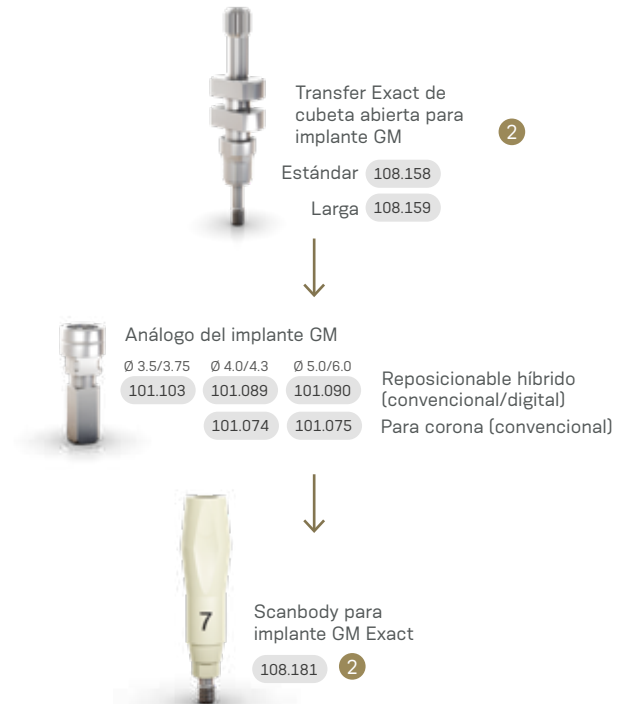 Transfer Exact de
cubeta abierta para
implante GM
2
Estándar 108.158
Larga 108.159
Análogo del implante GM
Ø 3.5/3.75 Ø 4.0/4.3 Ø 5.0/6.0
101.103 101.089 101.090 Reposicionable híbrido
(convencional/digital)
101.074 101.075 Para corona (convencional)
7
Scanbody para
implante GM Exact
108.181 2